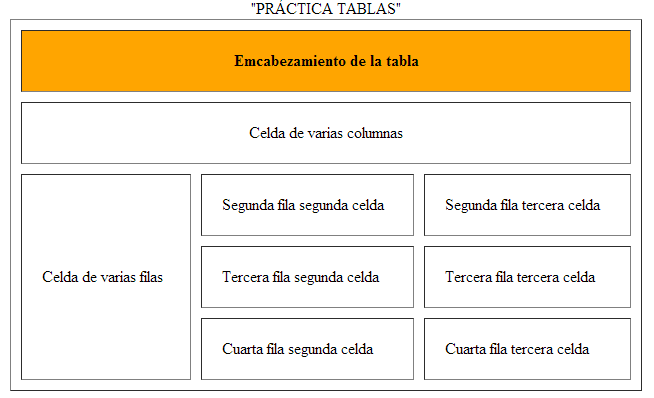 "PRÁCTICA TABLAS"
Emcabezamiento de la tabla
Celda de varias columnas
Celda de varias filas
Segunda fila segunda celda
Segunda fila tercera celda
Tercera fila segunda celda
Tercera fila tercera celda
Cuarta fila segunda celda
Cuarta fila tercera celda